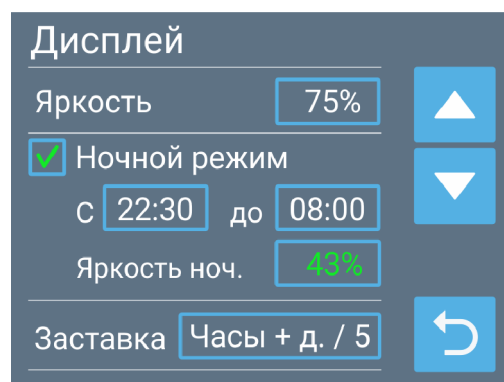 Дисплей
Яркость 75%
Ночной режим
С 22:30 до 08:00
Яркость ноч. 43%
Заставка Часы + д. / 5